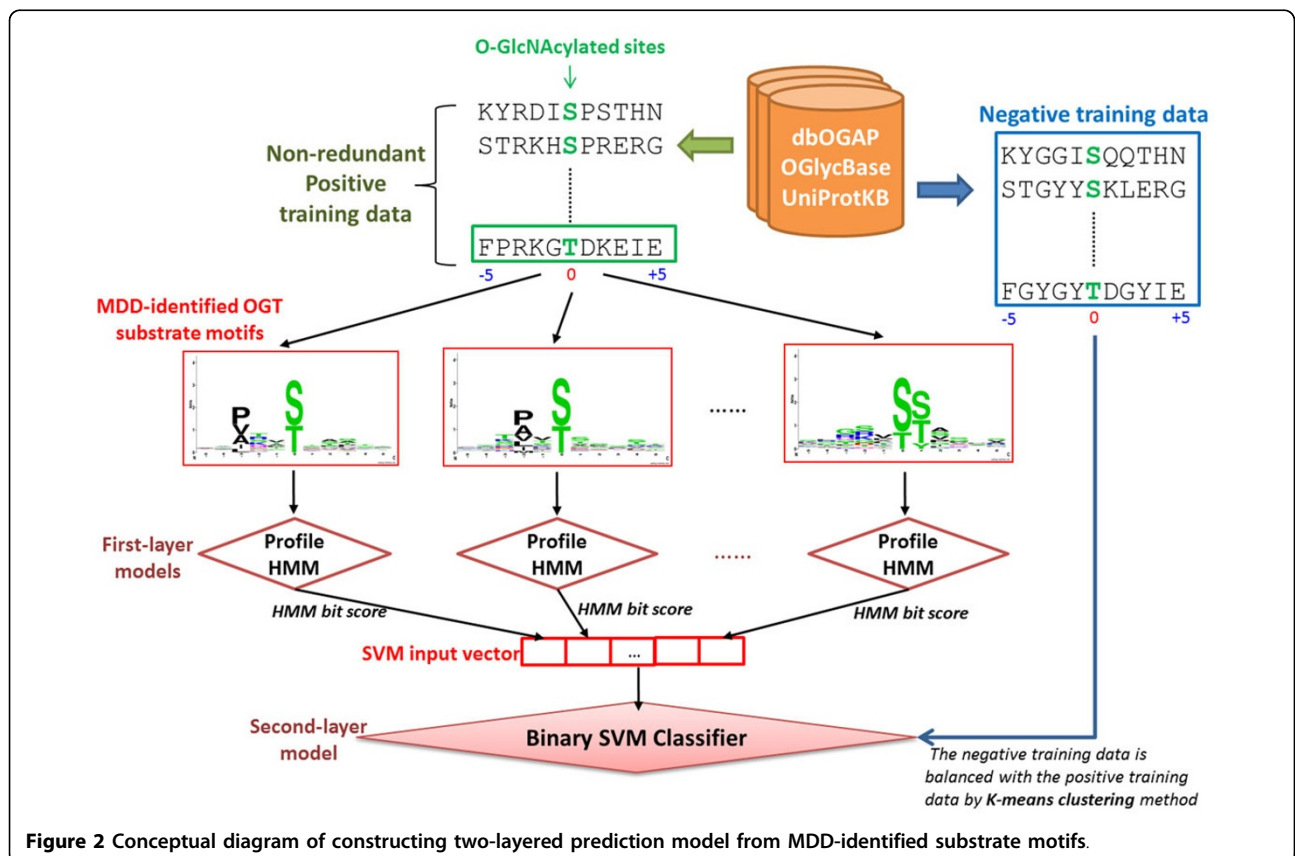 O-GlcNAcylated sites
KYRDISPSTHN
STRKHSPRERG
FPRKGTDKEIE
-5 0 +5
Non-redundant
Positive
training data
dbOGAP
OGlycBase
UniProtKB
Negative training data
KYGGISQQTHN
STGYYSKLERG
FGYGYTDGYIE
-5 0 +5
MDD-identified OGT
substrate motifs
P S
V T
A
P S
A T
S S
T T
......
First-layer
models
Profile
HMM
Profile
HMM
......
Profile
HMM
HMM bit score
HMM bit score
HMM bit score
SVM input vector
...
Second-layer
model
Binary SVM Classifier
The negative training data is
balanced with the positive training
data by K-means clustering method
Figure 2 Conceptual diagram of constructing two-layered prediction model from MDD-identified substrate motifs.